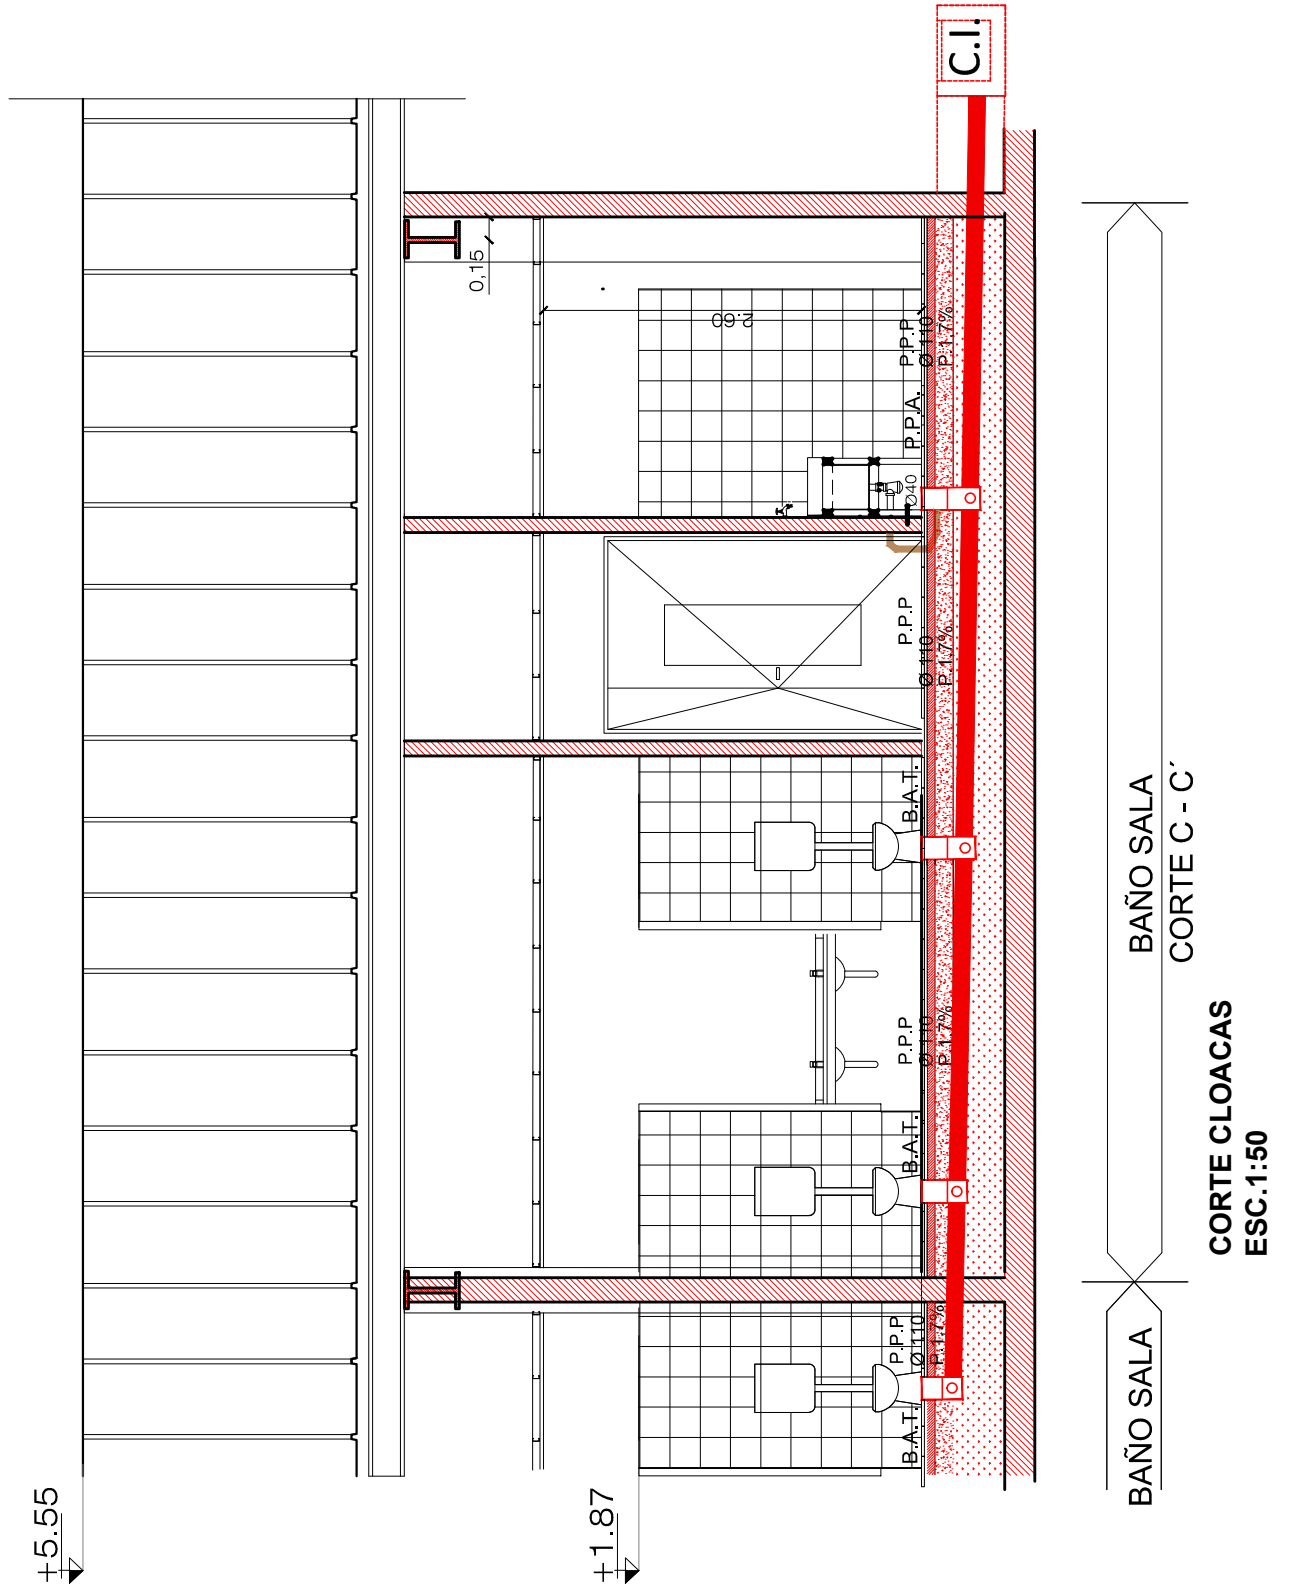 +5.55
+1.87
0,15
2.60
C.I.
P.P.P
Ø 110
P.1,7%
P.P.A.
Ø40
P.P.P
Ø 110
P.1,7%
B.A.T.
P.P.P
Ø 110
P.1,7%
B.A.T.
P.P.P
Ø 110
P.1,7%
B.A.T.
BAÑO SALA
BAÑO SALA
CORTE C - C´
CORTE CLOACAS
ESC.1:50